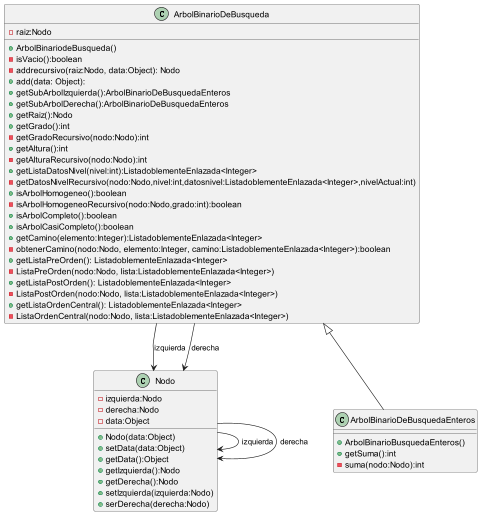 C ArbolBinarioDeBusqueda
raiz:Nodo
ArbolBinariodeBusqueda()
isVacio():boolean
addrecursivo(raiz:Nodo, data:Object): Nodo
add(data: Object):
getSubArbolIzquierda():ArbolBinarioDeBusquedaEnteros
getSubArbolDerecha():ArbolBinarioDeBusquedaEnteros
getRaiz():Nodo
getGrado():int
getGradoRecursivo(nodo:Nodo):int
getAltura():int
getAlturaRecursivo(nodo:Nodo):int
getListaDatosNivel(nivel:int):ListadoblementeEnlazada<Integer>
getDatosNivelRecursivo(nodo:Nodo,nivel:int,datosnivel:ListadoblementeEnlazada<Integer>,nivelActual:int)
isArbolHomogeneo():boolean
isArbolHomogeneoRecursivo(nodo:Nodo,grado:int):boolean
isArbolCompleto():boolean
isArbolCasiCompleto():boolean
getCamino(elemento:Integer):ListadoblementeEnlazada<Integer>
obtenerCamino(nodo:Nodo, elemento:Integer, camino:ListadoblementeEnlazada<Integer>):boolean
getListaPreOrden(): ListadoblementeEnlazada<Integer>
ListaPreOrden(nodo:Nodo, lista:ListadoblementeEnlazada<Integer>)
getListaPostOrden(): ListadoblementeEnlazada<Integer>
ListaPostOrden(nodo:Nodo, lista:ListadoblementeEnlazada<Integer>)
getListaOrdenCentral(): ListadoblementeEnlazada<Integer>
ListaOrdenCentral(nodo:Nodo, lista:ListadoblementeEnlazada<Integer>)
izquierda
derecha
C Nodo
izquierda:Nodo
derecha:Nodo
data:Object
Nodo(data:Object)
setData(data:Object)
getData():Object
getIzquierda():Nodo
getDerecha():Nodo
setIzquierda(izquierda:Nodo)
serDerecha(derecha:Nodo)
izquierda
derecha
C ArbolBinarioDeBusquedaEnteros
ArbolBinarioBusquedaEnteros()
getSuma():int
suma(nodo:Nodo):int